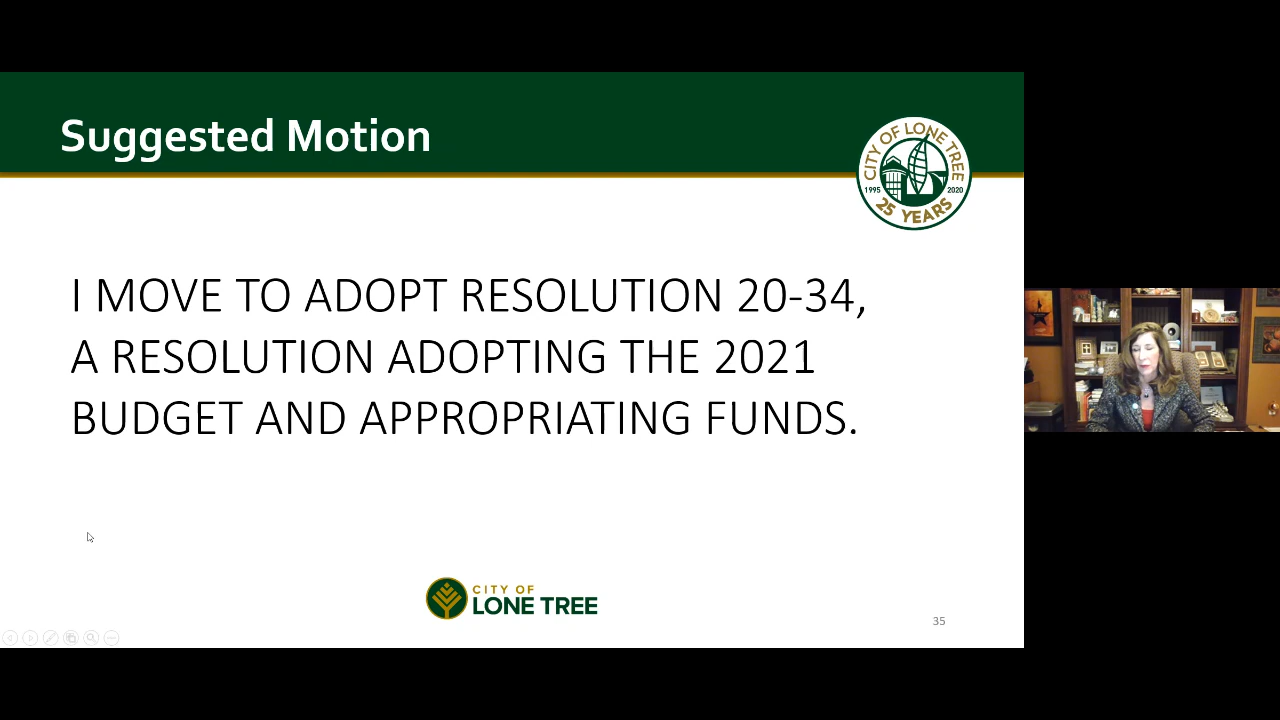 Suggested Motion
CITY OF LONE TREE
1995 2020
25 YEARS
I MOVE TO ADOPT RESOLUTION 20-34,
A RESOLUTION ADOPTING THE 2021
BUDGET AND APPROPRIATING FUNDS.
CITY OF
LONE TREE
35